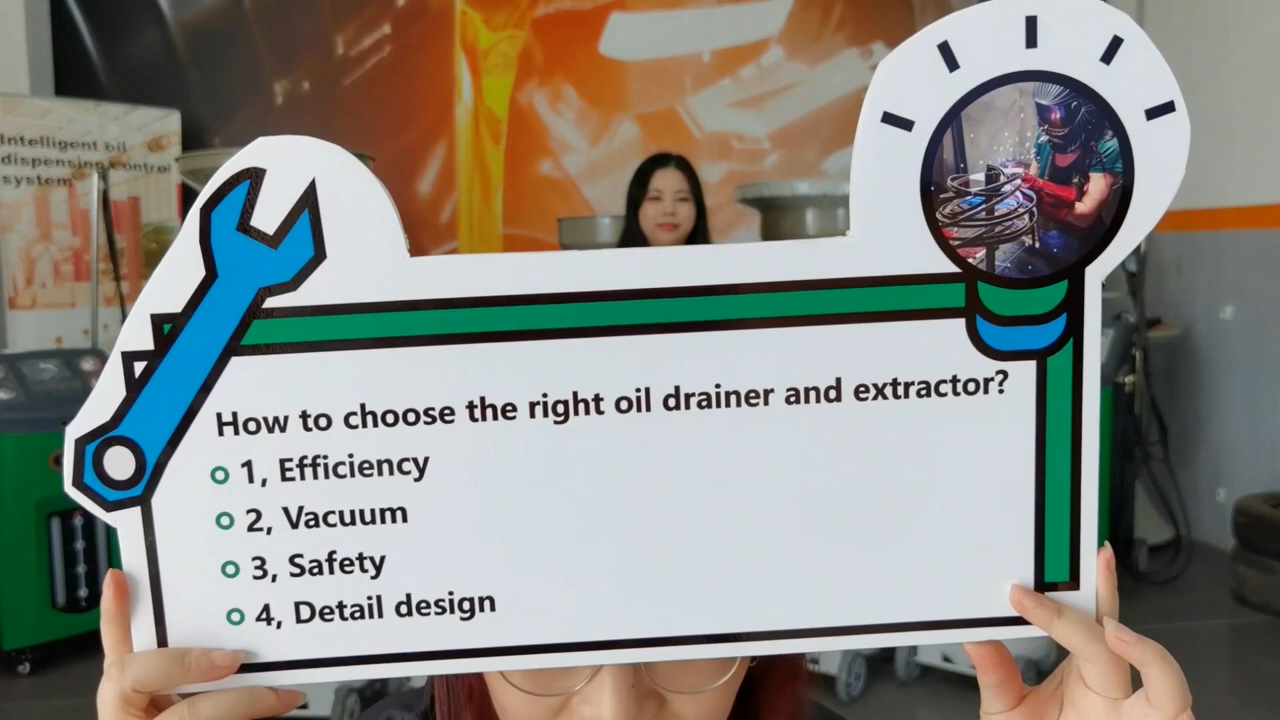 Intelligent oil
dispensing control
system
How to choose the right oil drainer and extractor?
1, Efficiency
2, Vacuum
3, Safety
4, Detail design